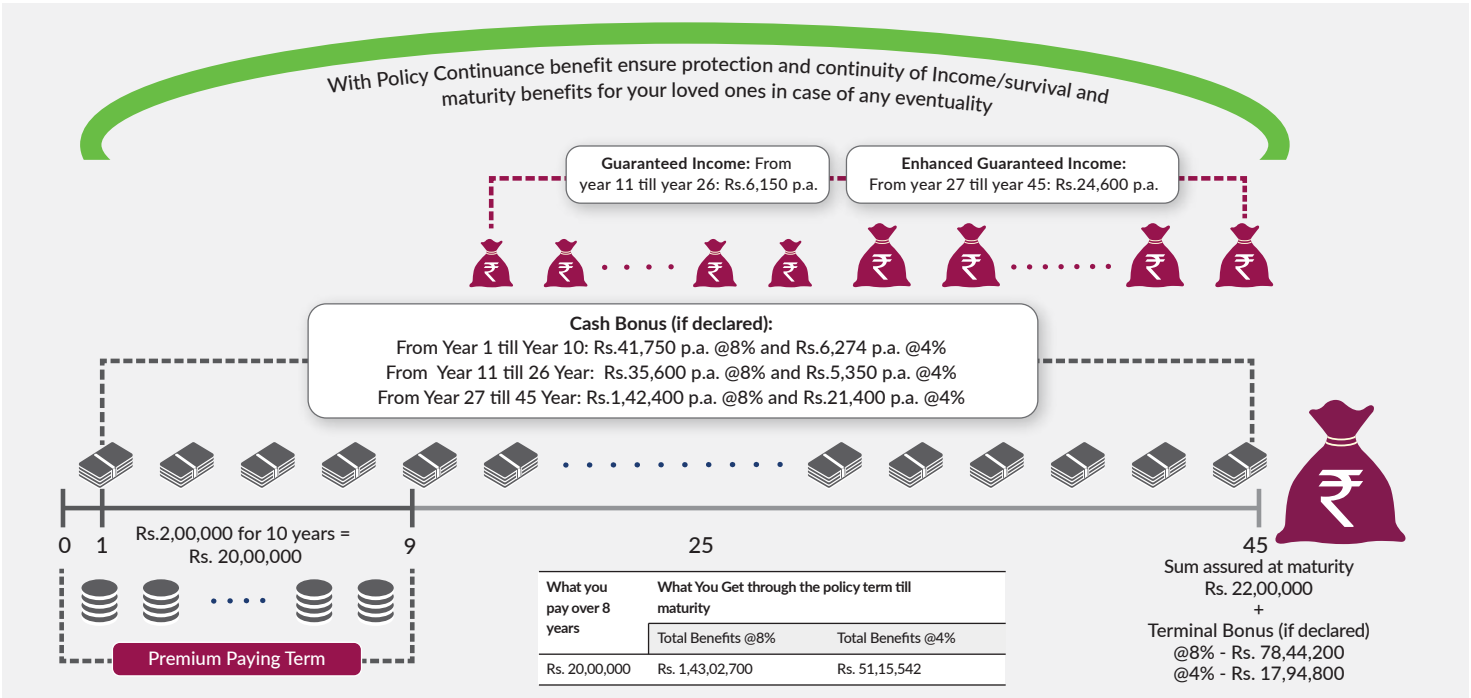 With Policy Continuance benefit ensure protection and continuity of Income/survival and
maturity benefits for your loved ones in case of any eventuality
Guaranteed Income: From
year 11 till year 26: Rs.6,150 p.a.
Enhanced Guaranteed Income:
From year 27 till year 45: Rs.24,600 p.a.
₹ ₹ ₹ ₹ ₹ ₹ ₹ ₹
Cash Bonus (if declared):
From Year 1 till Year 10: Rs.41,750 p.a. @8% and Rs.6,274 p.a. @4%
From Year 11 till 26 Year: Rs.35,600 p.a. @8% and Rs.5,350 p.a. @4%
From Year 27 till 45 Year: Rs.1,42,400 p.a. @8% and Rs.21,400 p.a. @4%
₹
0 1 9 25 45
Rs.2,00,000 for 10 years =
Rs. 20,00,000
Premium Paying Term
What you
pay over 8
years
What You Get through the policy term till
maturity
Total Benefits @8% Total Benefits @4%
Rs. 20,00,000 Rs. 1,43,02,700 Rs. 51,15,542
Sum assured at maturity
Rs. 22,00,000
+
Terminal Bonus (if declared)
@8% - Rs. 78,44,200
@4% - Rs. 17,94,800